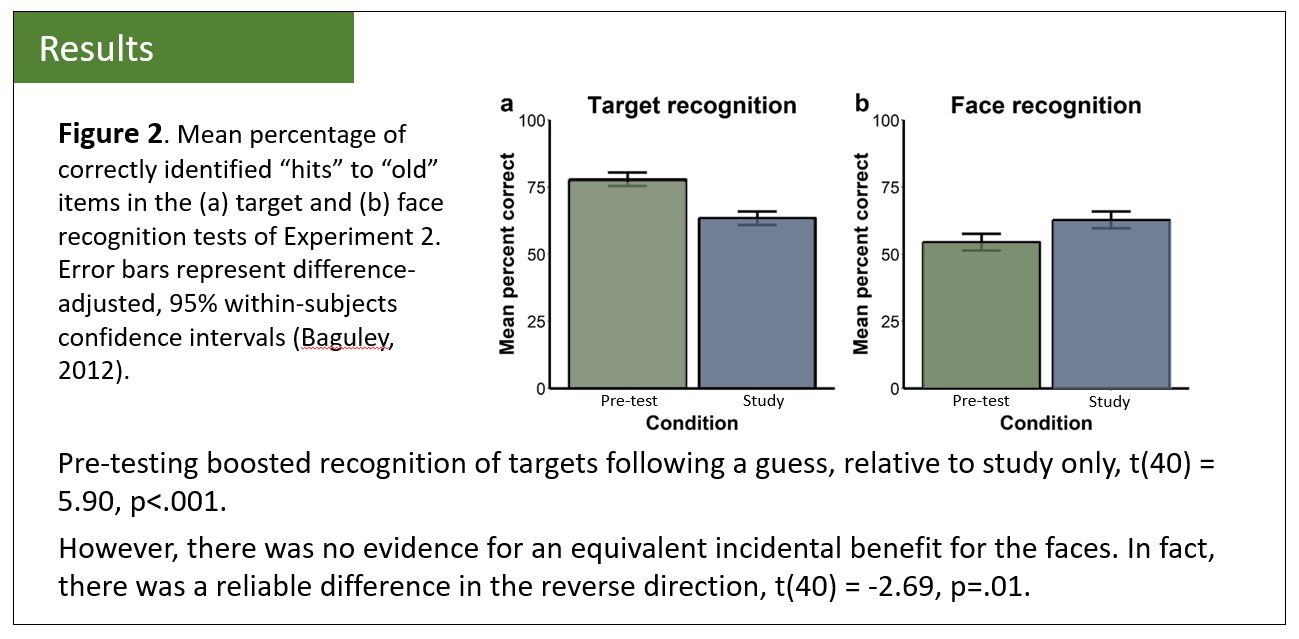 Results
Figure 2. Mean percentage of
correctly identified “hits” to “old”
items in the (a) target and (b) face
recognition tests of Experiment 2.
Error bars represent difference-
adjusted, 95% within-subjects
confidence intervals (Baguley,
2012).
a Target recognition
Mean percent correct
100
75
50
25
0
Pre-test Study
Condition
b Face recognition
Mean percent correct
100
75
50
25
0
Pre-test Study
Condition
Pre-testing boosted recognition of targets following a guess, relative to study only, t(40) =
5.90, p<.001.
However, there was no evidence for an equivalent incidental benefit for the faces. In fact,
there was a reliable difference in the reverse direction, t(40) = -2.69, p=.01.